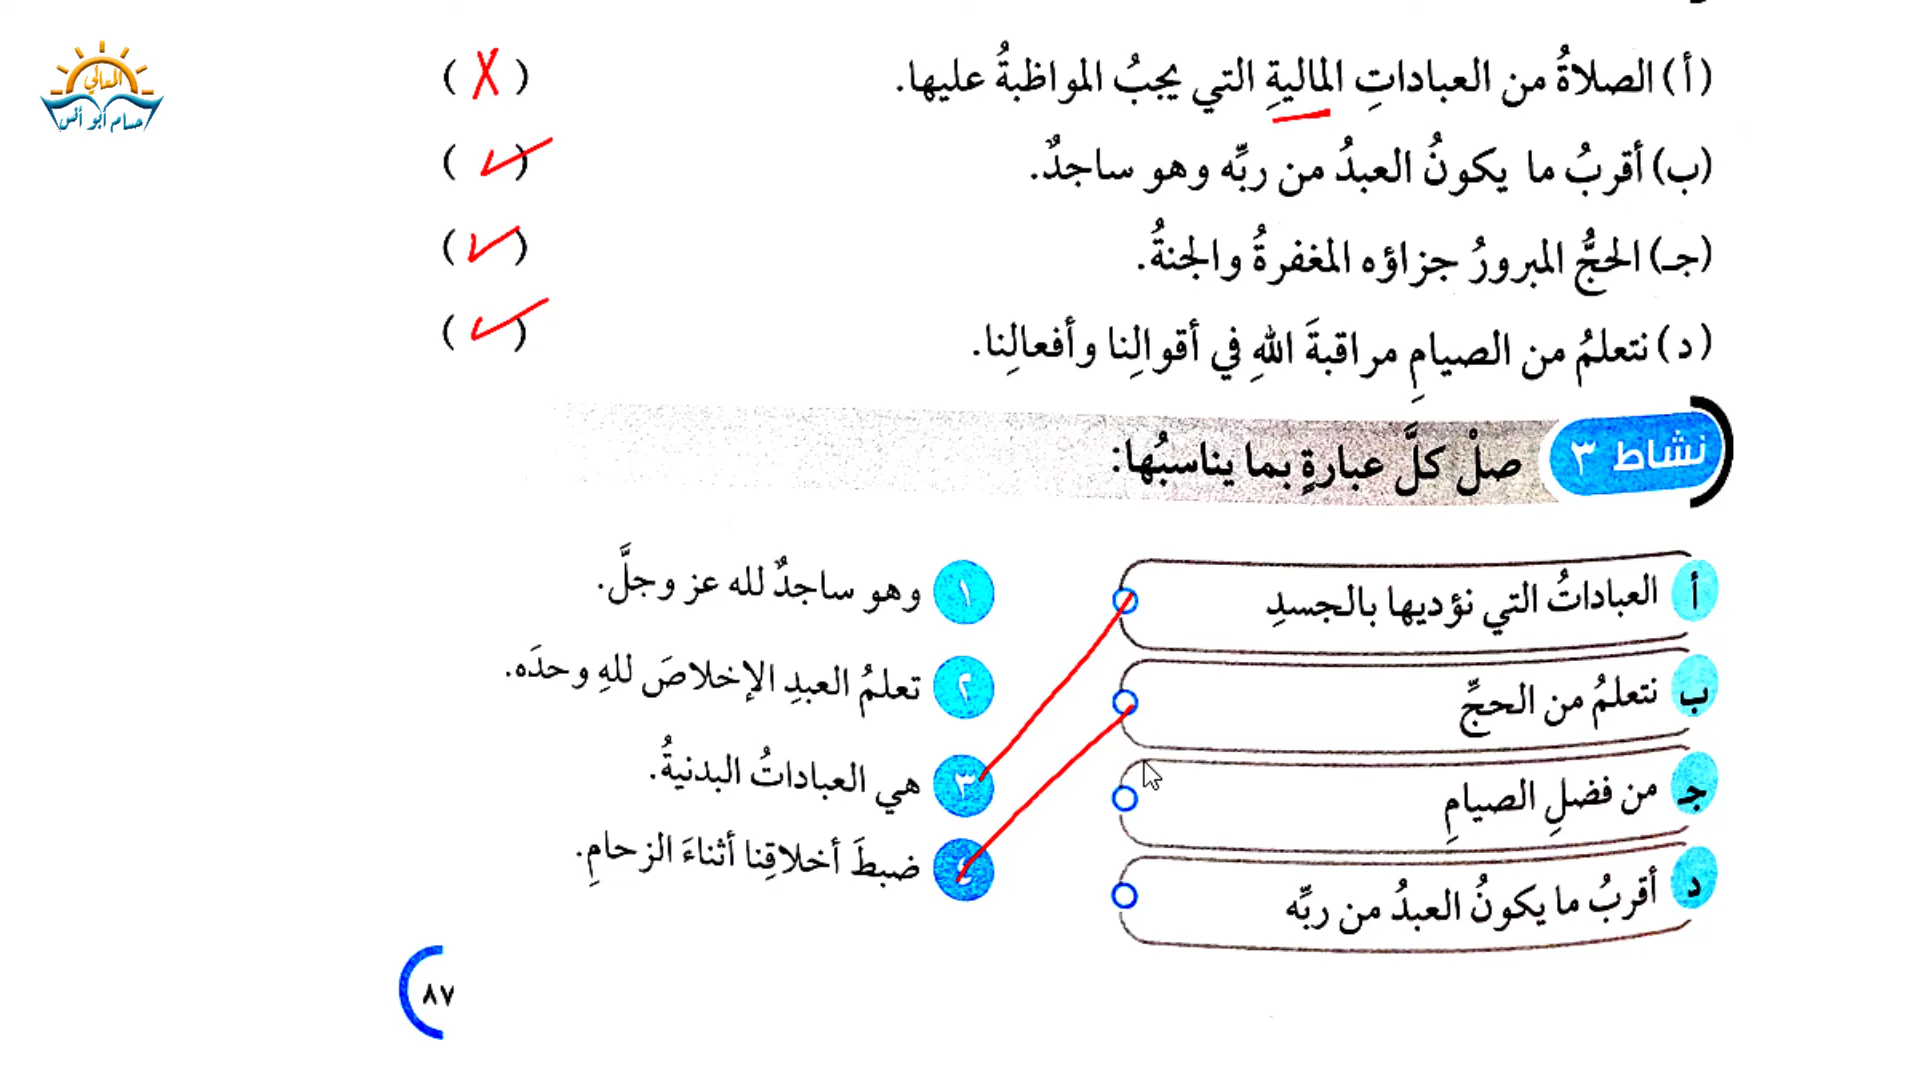 المعالي
حسام أبو أنس
(أ) الصلاةُ من العباداتِ الماليةِ التي يجبُ المواظبةُ عليها. ( X )
(ب) أقربُ ما يكونُ العبدُ من ربِّه وهو ساجدٌ. ( ✓ )
(جـ) الحجُّ المبرورُ جزاؤه المغفرةُ والجنةُ. ( ✓ )
(د) نتعلمُ من الصيامِ مراقبةَ اللهِ في أقوالِنا وأفعالِنا. ( ✓ )
نشاط ٣ صلْ كلَّ عبارةٍ بما يناسبُها:
أ العباداتُ التي نؤديها بالجسدِ
ب نتعلمُ من الحجِّ
جـ من فضلِ الصيامِ
د أقربُ ما يكونُ العبدُ من ربِّه
١ وهو ساجدٌ لله عز وجلَّ.
٢ تعلمُ العبدِ الإخلاصَ للهِ وحدَه.
٣ هي العباداتُ البدنيةُ.
٤ ضبطَ أخلاقِنا أثناءَ الزحامِ.
٨٧